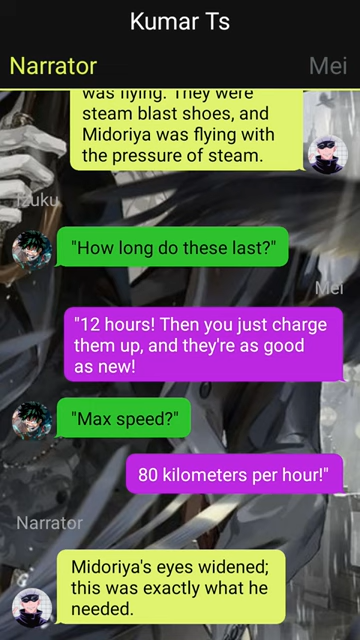 Kumar Ts
Narrator
Mei
was flying. They were
steam blast shoes, and
Midoriya was flying with
the pressure of steam.
Izuku
"How long do these last?"
Mei
"12 hours! Then you just charge
them up, and they're as good
as new!
"Max speed?"
80 kilometers per hour!"
Narrator
Midoriya's eyes widened;
this was exactly what he
needed.